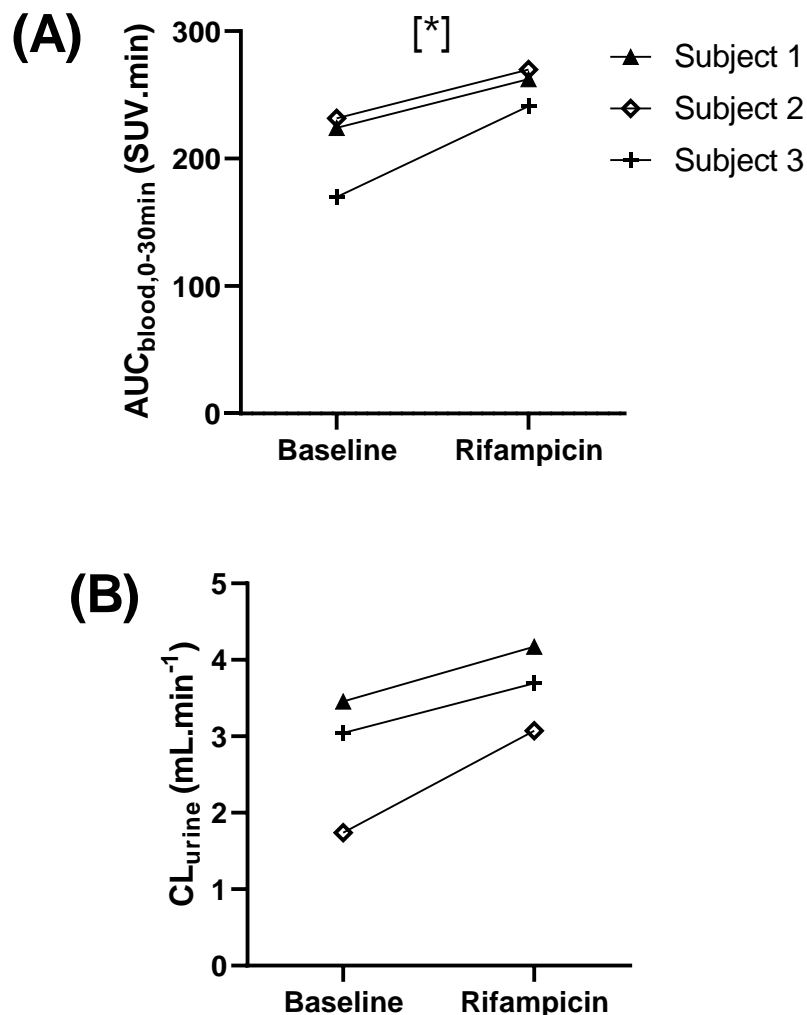 (A)
[*]
AUCblood,0-30min (SUV.min)
300
200
100
0
Baseline Rifampicin
Subject 1
Subject 2
Subject 3
(B)
CLurine (mL.min-1)
5
4
3
2
1
0
Baseline Rifampicin